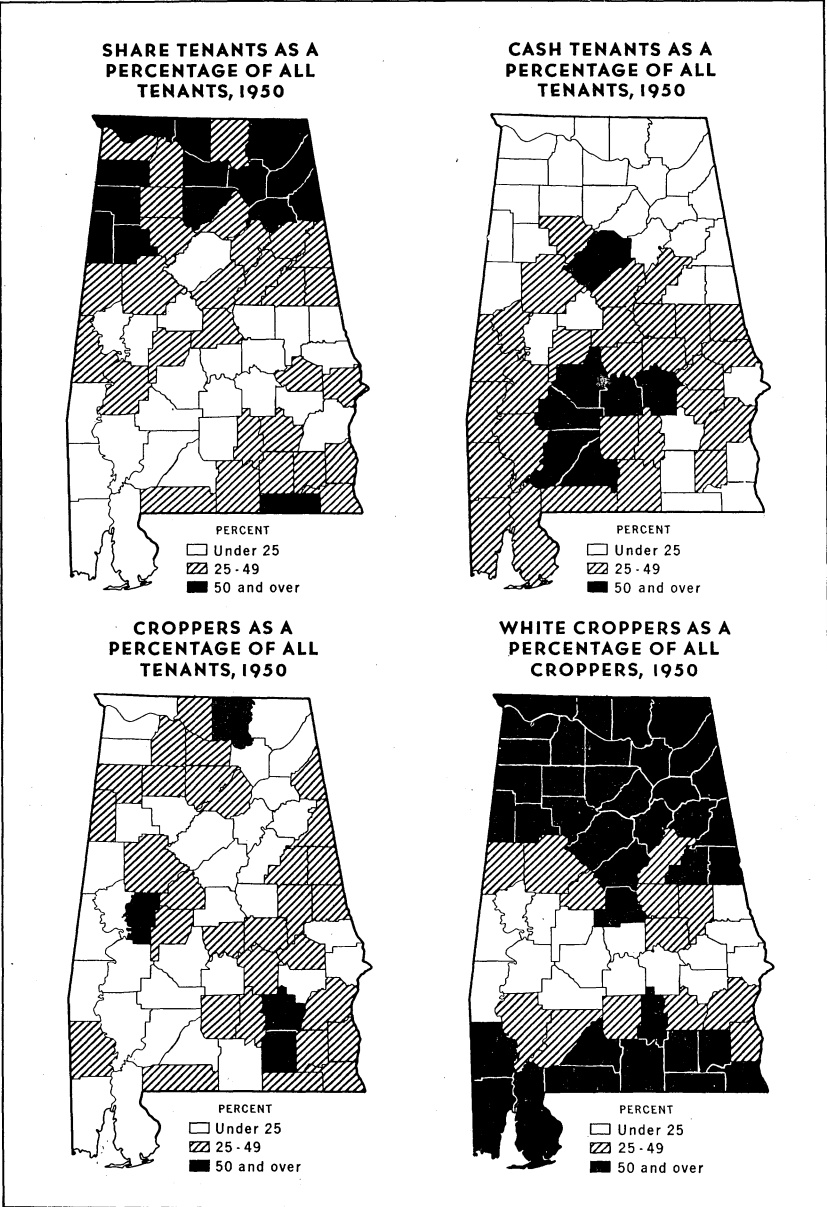 SHARE TENANTS AS A
PERCENTAGE OF ALL
TENANTS, 1950
PERCENT
Under 25
25-49
50 and over
CASH TENANTS AS A
PERCENTAGE OF ALL
TENANTS, 1950
PERCENT
Under 25
25-49
50 and over
CROPPERS AS A
PERCENTAGE OF ALL
TENANTS, 1950
PERCENT
Under 25
25-49
50 and over
WHITE CROPPERS AS A
PERCENTAGE OF ALL
CROPPERS, 1950
PERCENT
Under 25
25-49
50 and over